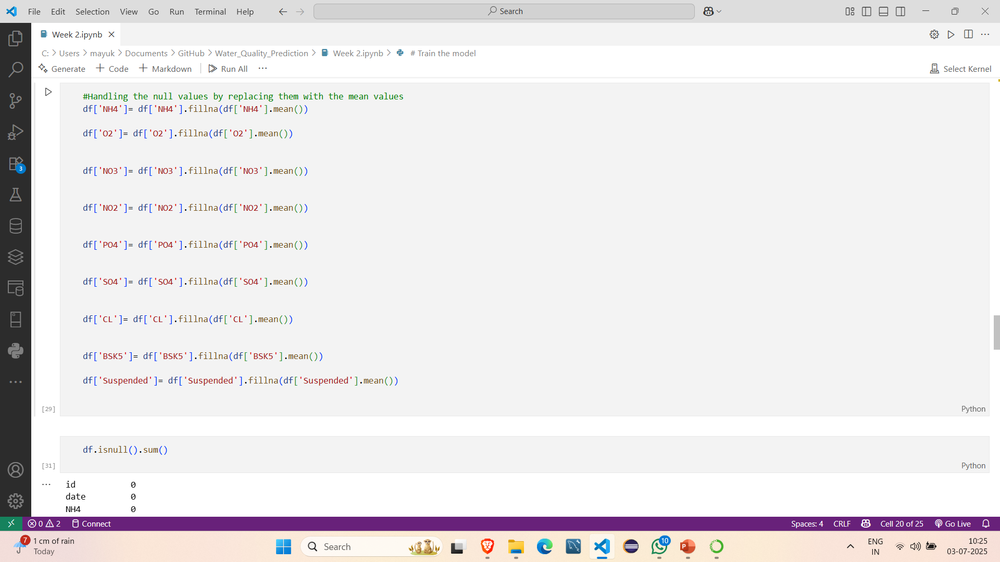 File Edit Selection View Go Run Terminal Help
Search
Week 2.ipynb
C: > Users > mayuk > Documents > GitHub > Water_Quality_Prediction > Week 2.ipynb > # Train the model
Generate + Code + Markdown Run All ...
Select Kernel
#Handling the null values by replacing them with the mean values
df['NH4']= df['NH4'].fillna(df['NH4'].mean())
df['O2']= df['O2'].fillna(df['O2'].mean())
df['NO3']= df['NO3'].fillna(df['NO3'].mean())
df['NO2']= df['NO2'].fillna(df['NO2'].mean())
df['PO4']= df['PO4'].fillna(df['PO4'].mean())
df['SO4']= df['SO4'].fillna(df['SO4'].mean())
df['CL']= df['CL'].fillna(df['CL'].mean())
df['BSK5']= df['BSK5'].fillna(df['BSK5'].mean())
df['Suspended']= df['Suspended'].fillna(df['Suspended'].mean())
[29]
Python
3
df.isnull().sum()
[31]
Python
id 0
date 0
NH4 0
0 2 Connect
Spaces: 4 CRLF Cell 20 of 25 Go Live
7
1 cm of rain
Today
Search
10
P
ENG
IN
10:25
03-07-2025